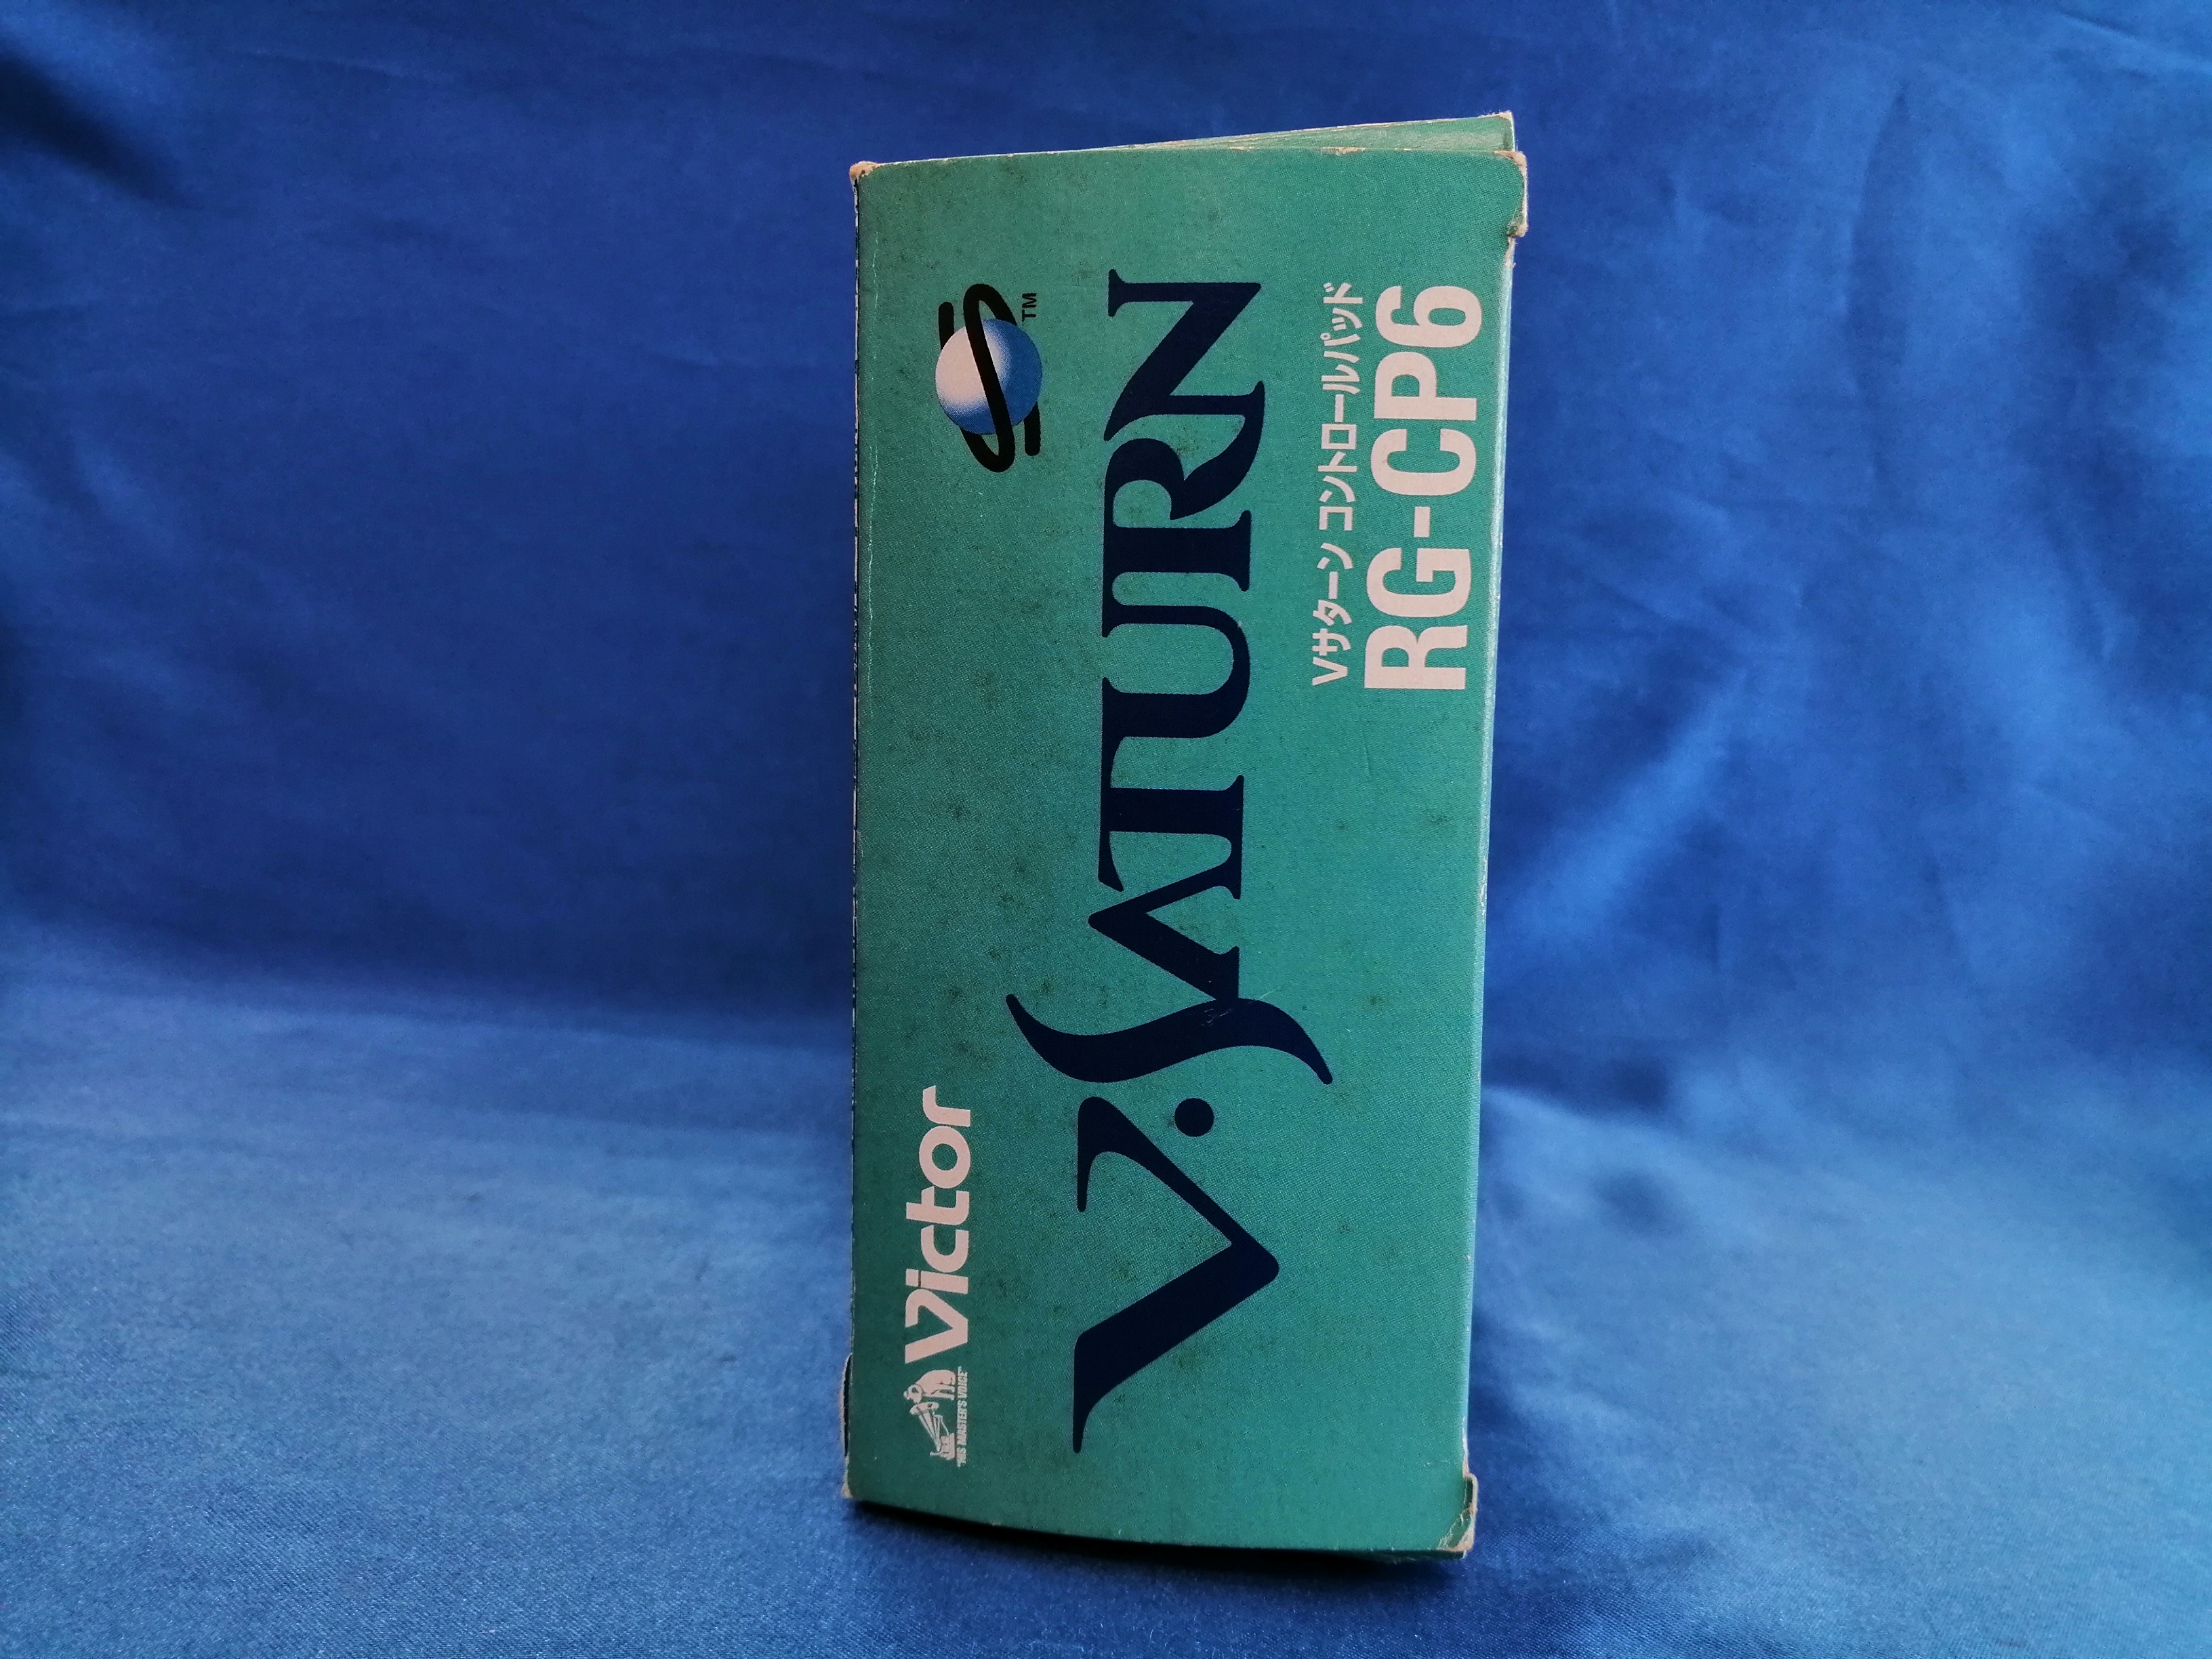 Victor
"HIS MASTER'S VOICE"
TM
V·SATURN
Vサターン コントロールパッド
RG-CP6